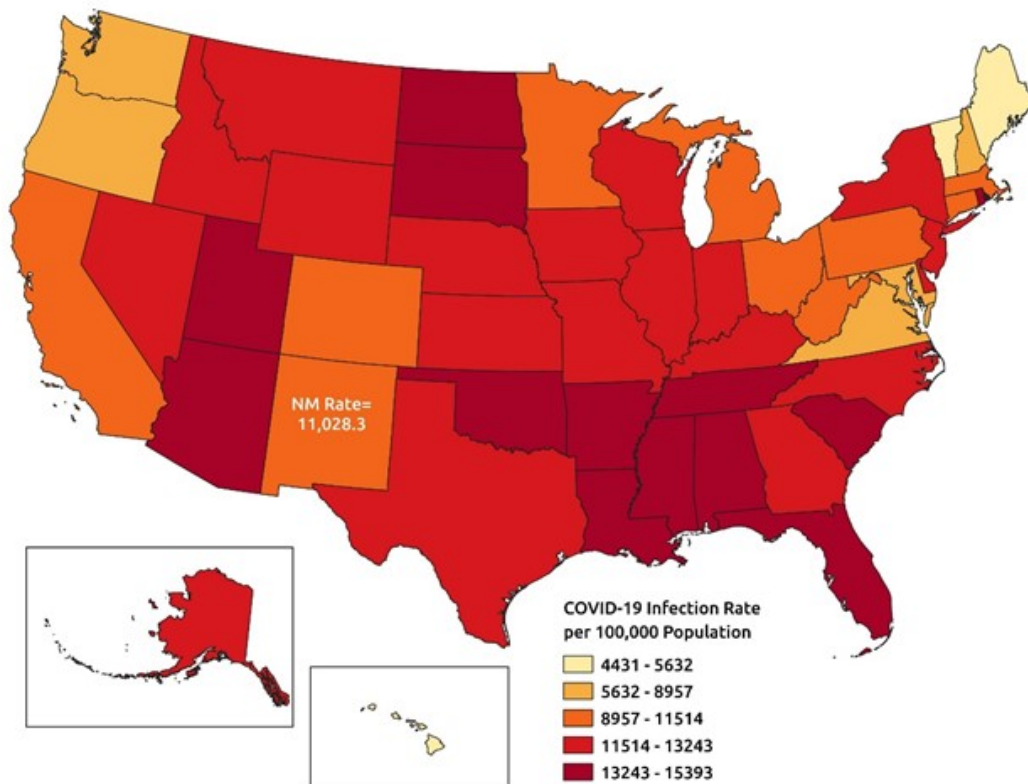 NM Rate=
11,028.3
COVID-19 Infection Rate
per 100,000 Population
4431 - 5632
5632 - 8957
8957 - 11514
11514 - 13243
13243 - 15393